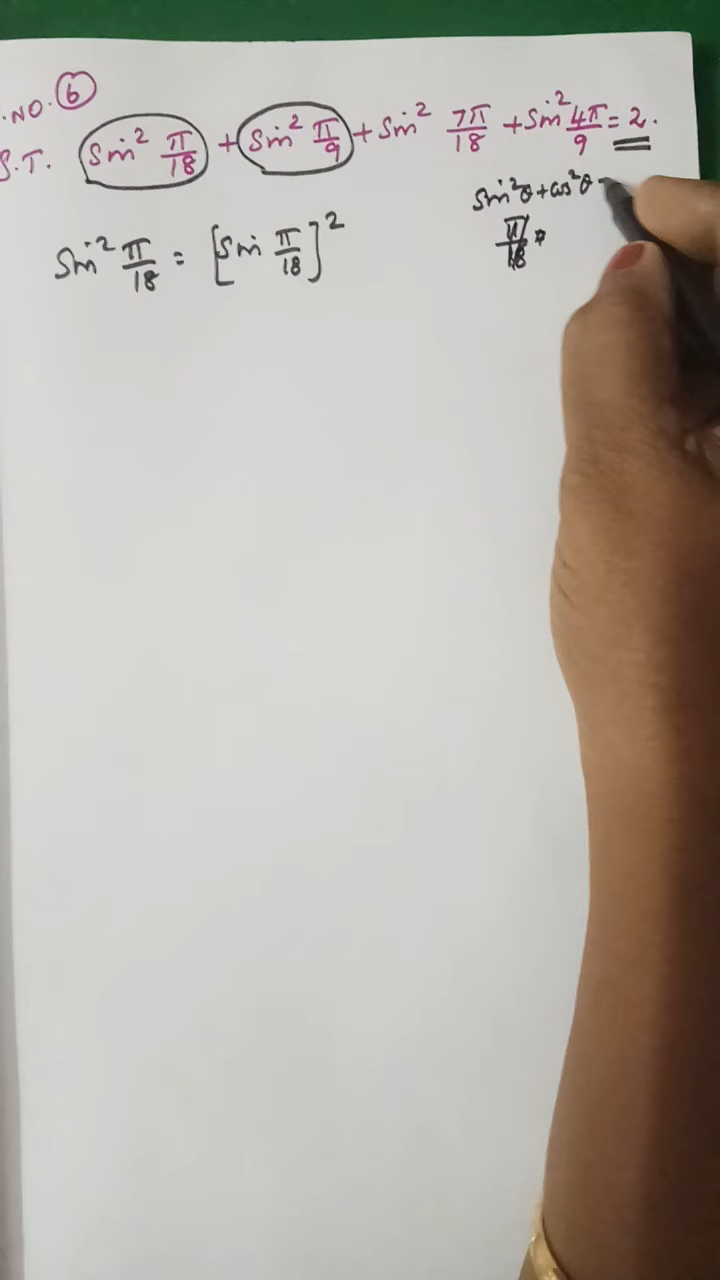 .NO. 6
S.T. Sin² π/18 + Sin² π/9 + Sin² 7π/18 + Sin² 4π/9 = 2.
Sin²θ + cos²θ =
Sin² π/18 = [Sin π/18]²
π/18